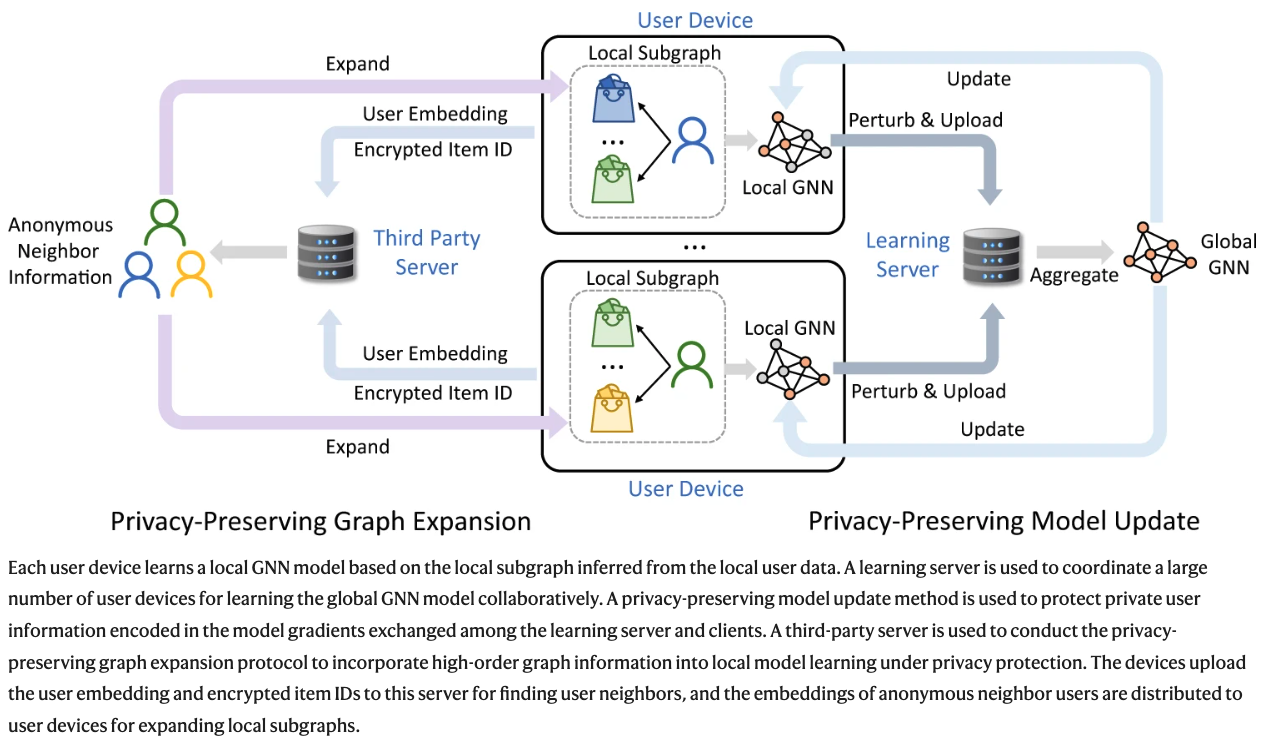 User Device
Local Subgraph
Expand
Update
User Embedding
Encrypted Item ID
...
Perturb & Upload
Local GNN
Anonymous
Neighbor
Information
Third Party
Server
...
Learning
Server
Aggregate
Global
GNN
Local Subgraph
Local GNN
User Embedding
Encrypted Item ID
...
Perturb & Upload
Expand
Update
User Device
Privacy-Preserving Graph Expansion
Privacy-Preserving Model Update
Each user device learns a local GNN model based on the local subgraph inferred from the local user data. A learning server is used to coordinate a large
number of user devices for learning the global GNN model collaboratively. A privacy-preserving model update method is used to protect private user
information encoded in the model gradients exchanged among the learning server and clients. A third-party server is used to conduct the privacy-
preserving graph expansion protocol to incorporate high-order graph information into local model learning under privacy protection. The devices upload
the user embedding and encrypted item IDs to this server for finding user neighbors, and the embeddings of anonymous neighbor users are distributed to
user devices for expanding local subgraphs.